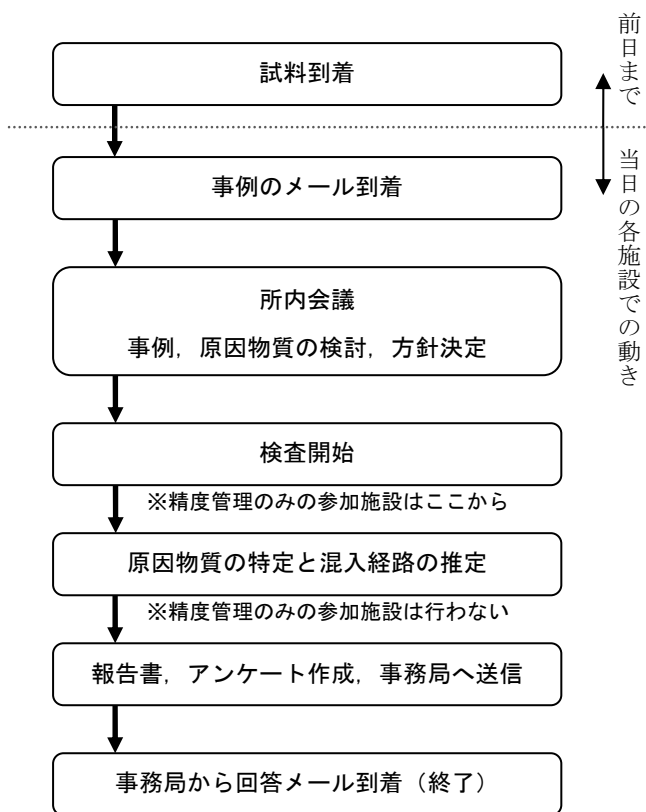 試料到着
前日まで
事例のメール到着
当日の各施設での動き
所内会議
事例，原因物質の検討，方針決定
検査開始
※精度管理のみの参加施設はここから
原因物質の特定と混入経路の推定
※精度管理のみの参加施設は行わない
報告書，アンケート作成，事務局へ送信
事務局から回答メール到着（終了）